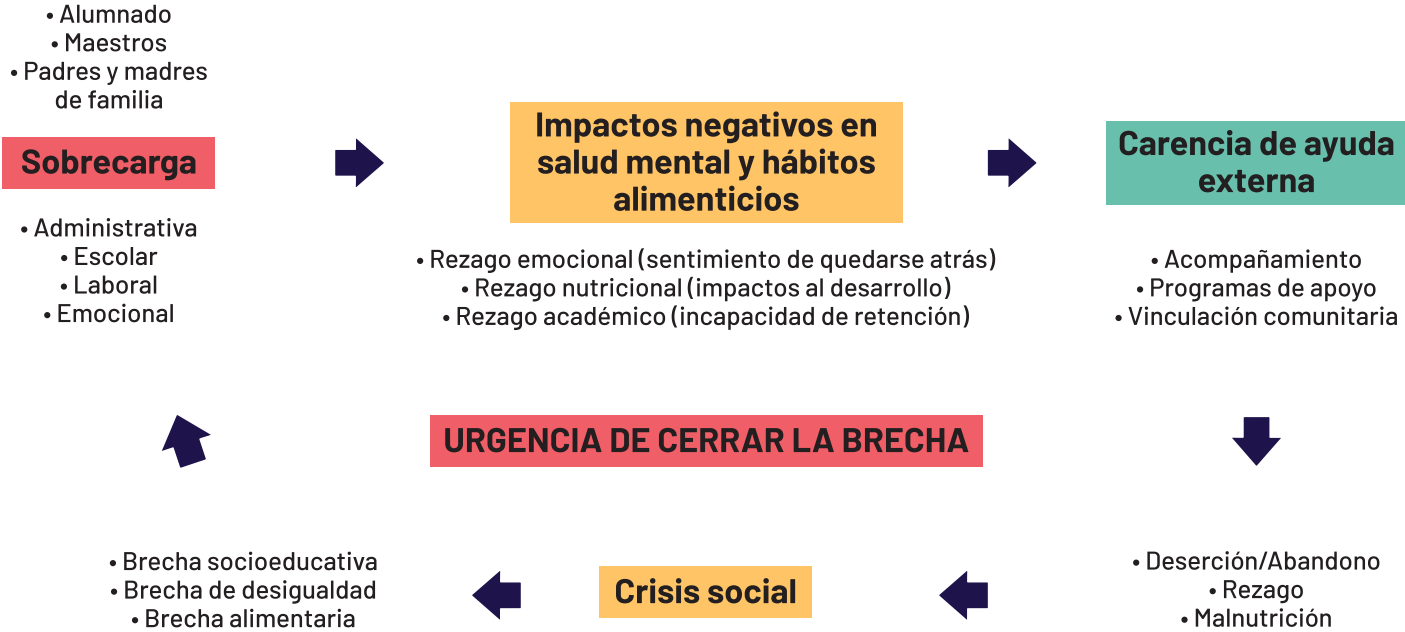 • Alumnado
• Maestros
• Padres y madres
de familia
Sobrecarga
• Administrativa
• Escolar
• Laboral
• Emocional
Impactos negativos en
salud mental y hábitos
alimenticios
• Rezago emocional (sentimiento de quedarse atrás)
• Rezago nutricional (impactos al desarrollo)
• Rezago académico (incapacidad de retención)
Carencia de ayuda
externa
• Acompañamiento
• Programas de apoyo
• Vinculación comunitaria
URGENCIA DE CERRAR LA BRECHA
• Deserción/Abandono
• Rezago
• Malnutrición
Crisis social
• Brecha socioeducativa
• Brecha de desigualdad
• Brecha alimentaria